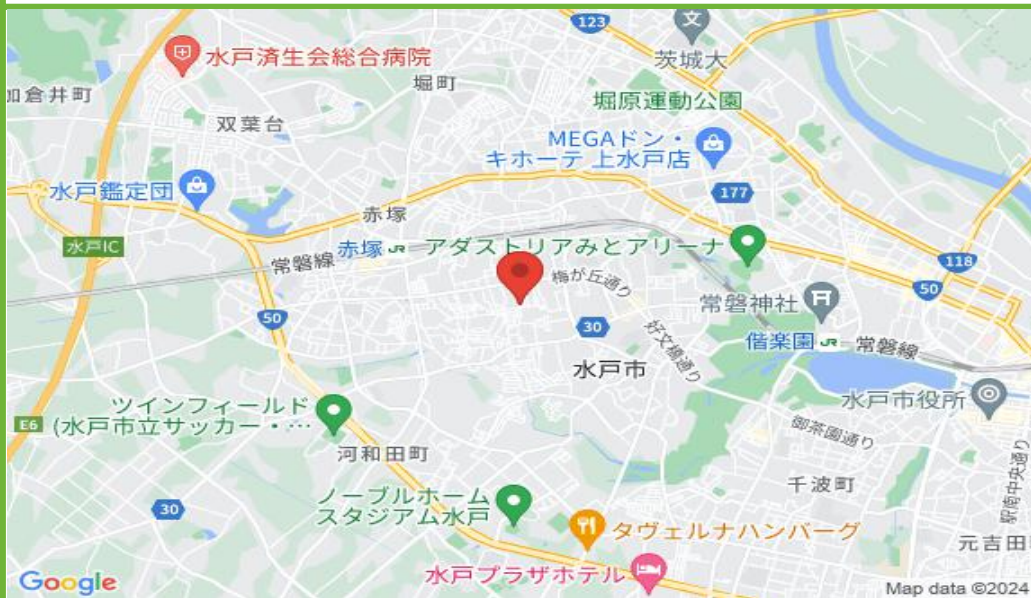 123
文
茨城大
水戸済生会総合病院
堀町
加倉井町
堀原運動公園
双葉台
MEGAドン・
キホーテ 上水戸店
水戸鑑定団
177
赤塚
水戸IC
常磐線
赤塚 JR
アダストリアみとアリーナ
118
梅が丘通り
50
常磐神社
50
30
好文橋通り
偕楽園 JR
常磐線
水戸市
水戸市役所
ツインフィールド
(水戸市立サッカー・…
E6
御茶園通り
河和田町
駅南中央通り
千波町
ノーブルホーム
スタジアム水戸
30
タヴェルナハンバーグ
元吉田
水戸プラザホテル
Google
Map data ©2024